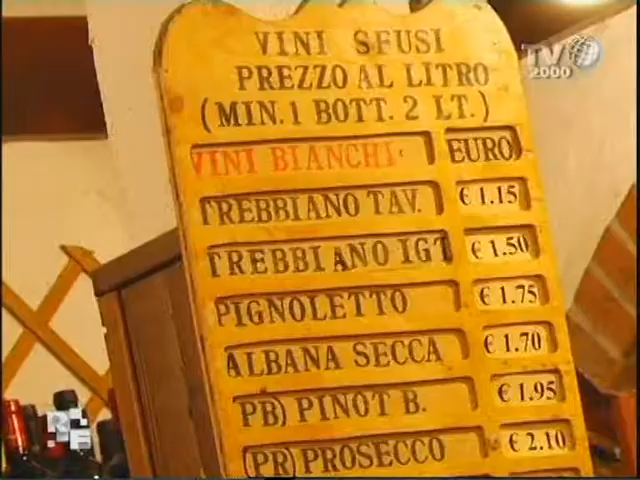 VINI SFUSI
PREZZO AL LITRO
(MIN. 1 BOTT. 2 LT.)
VINI BIANCHI EURO
TREBBIANO TAV. € 1.15
TREBBIANO IGT € 1.50
PIGNOLETTO € 1.75
ALBANA SECCA € 1.70
PB) PINOT B. € 1.95
(PR) PROSECCO € 2.10
TV
2000